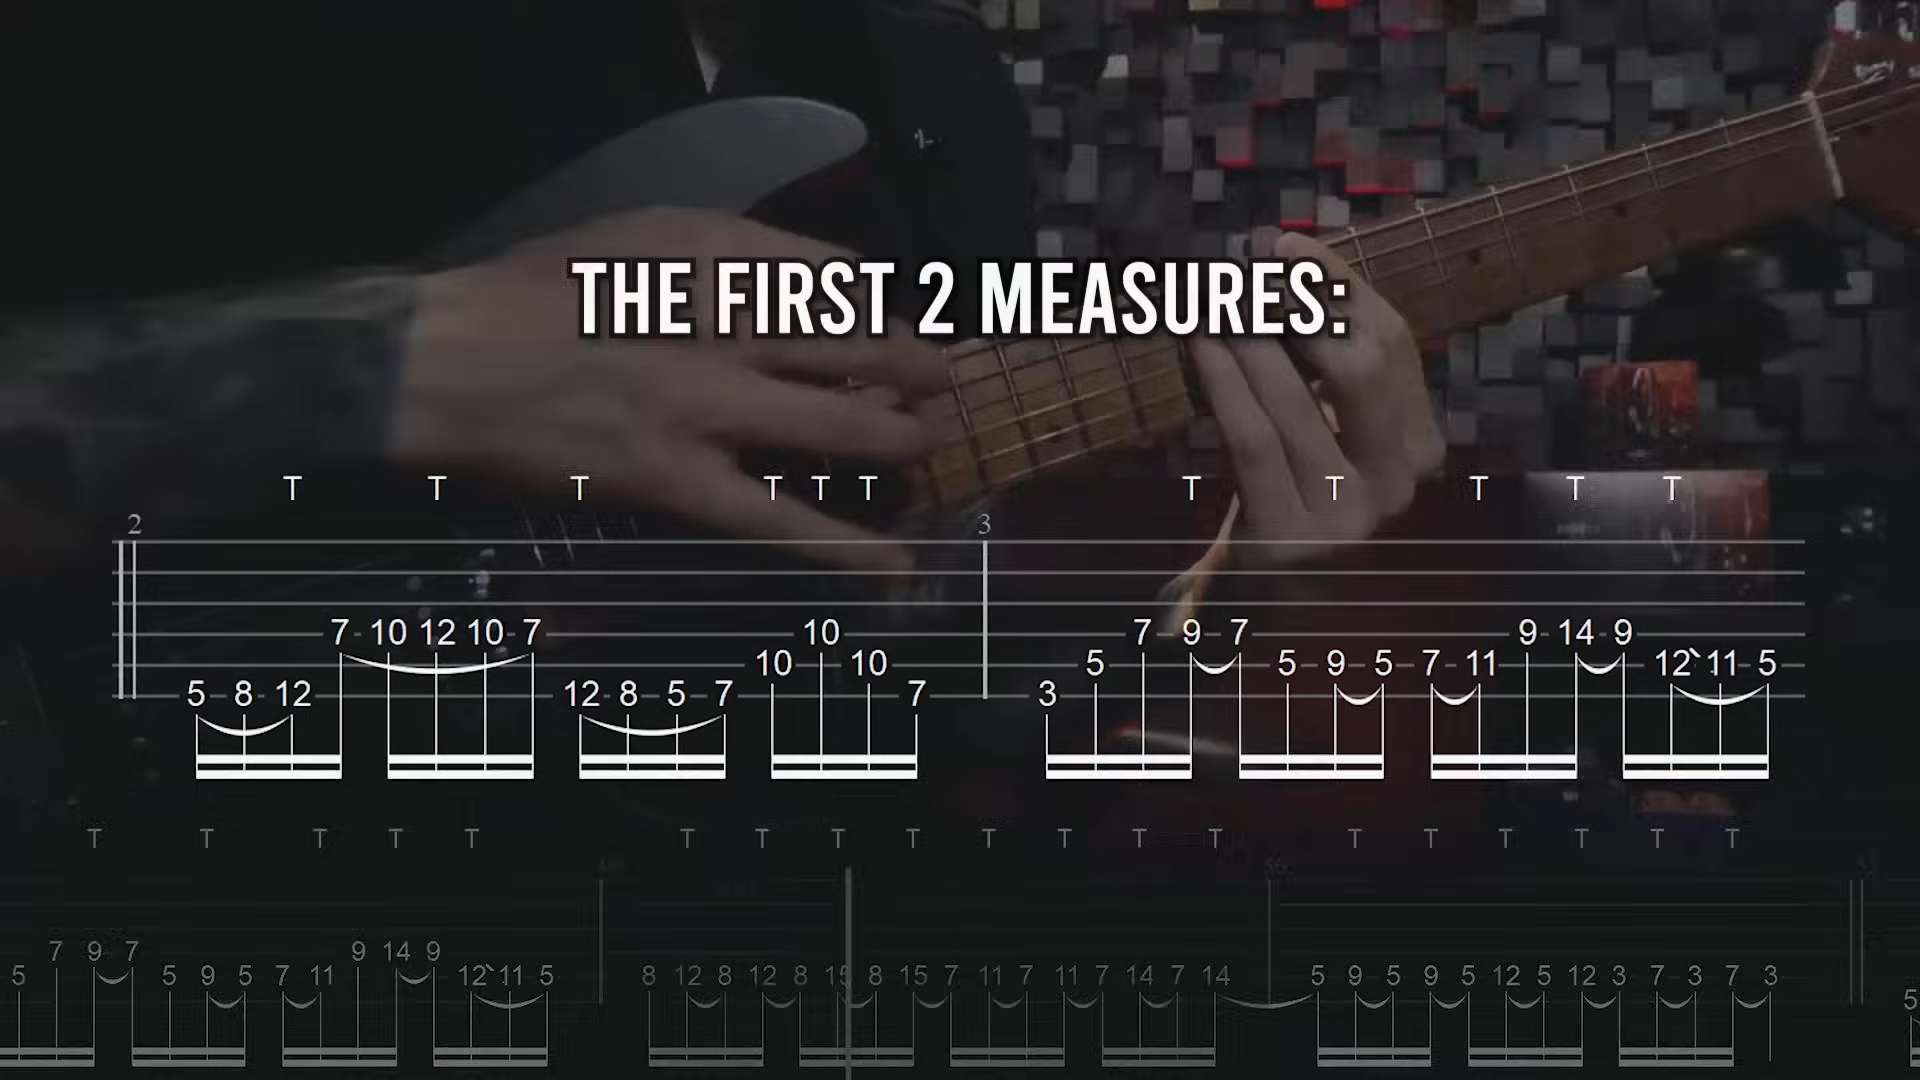 THE FIRST 2 MEASURES:
T T T T T T T T T T T
2 3
7 10 12 10 7 10 7 9 7 9 14 9
10 10 5 5 9 5 7 11 12 11 5
5 8 12 12 8 5 7 7 3
T T T T T T T T T T T T T T T T T T T
7 9 7 9 14 9
5 5 9 5 7 11 12 11 5 8 12 8 12 8 15 8 15 7 11 7 11 7 14 7 14 5 9 5 9 5 12 5 12 3 7 3 7 3
5